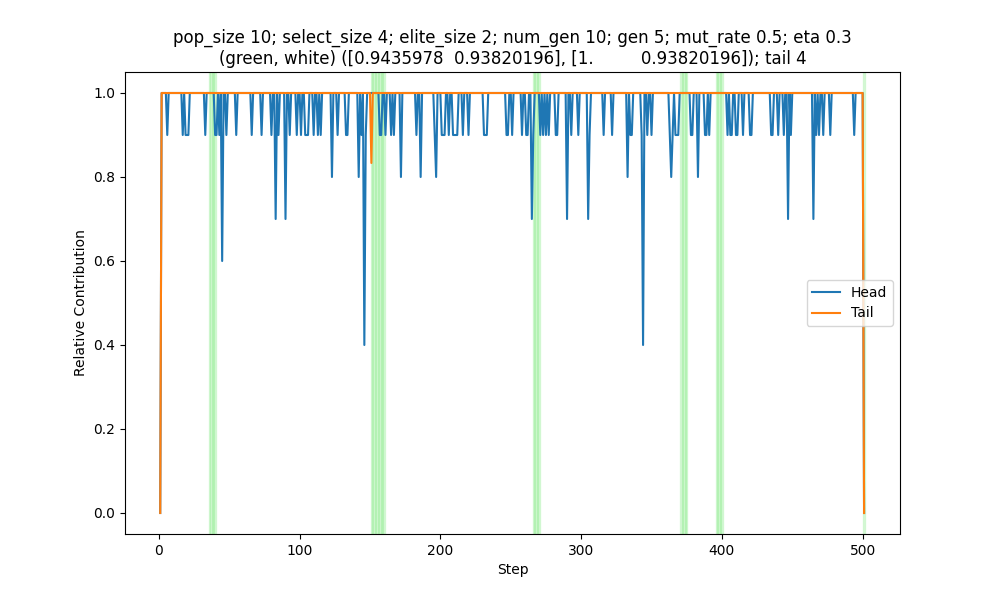 pop_size 10; select_size 4; elite_size 2; num_gen 10; gen 5; mut_rate 0.5; eta 0.3
(green, white) ([0.9435978  0.93820196], [1.         0.93820196]); tail 4
Relative Contribution
1.0
0.8
0.6
0.4
0.2
0.0
Head
Tail
0 100 200 300 400 500
Step